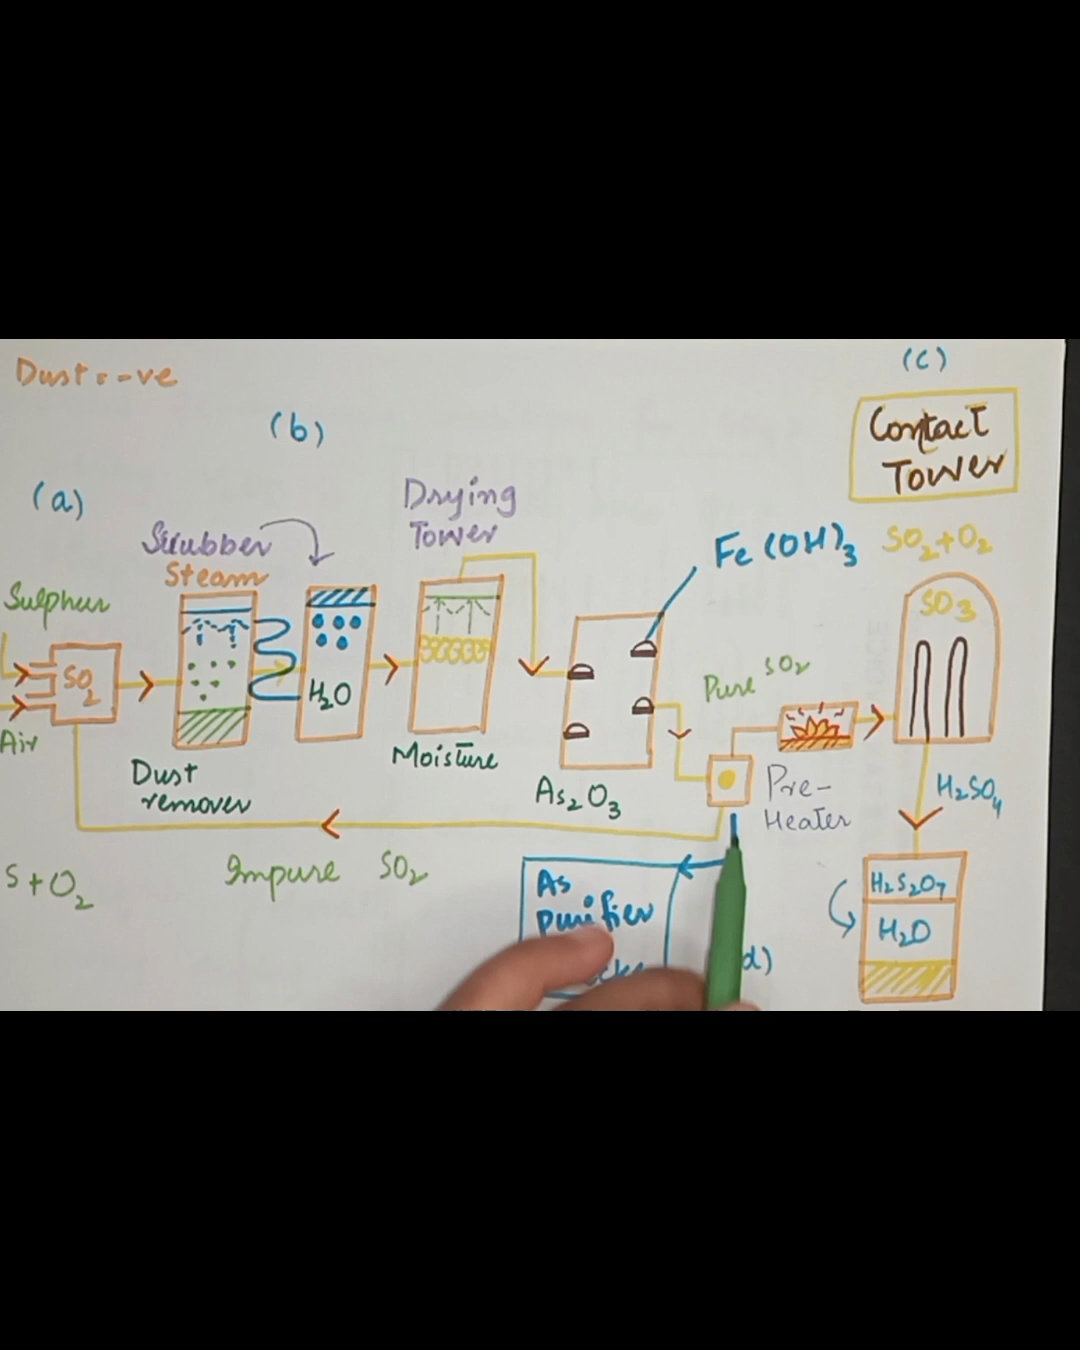 Dust = -ve
(c)
Contact
Tower
(b)
(a)
Drying
Tower
Scrubber
Steam
Fe(OH)3
SO2+O2
Sulphur
SO3
SO2
H2O
Pure SO2
Air
Moisture
Dust
remover
As2O3
Pre-
Heater
H2SO4
Impure SO2
S+O2
As
purifier
H2S2O7
H2O
d)